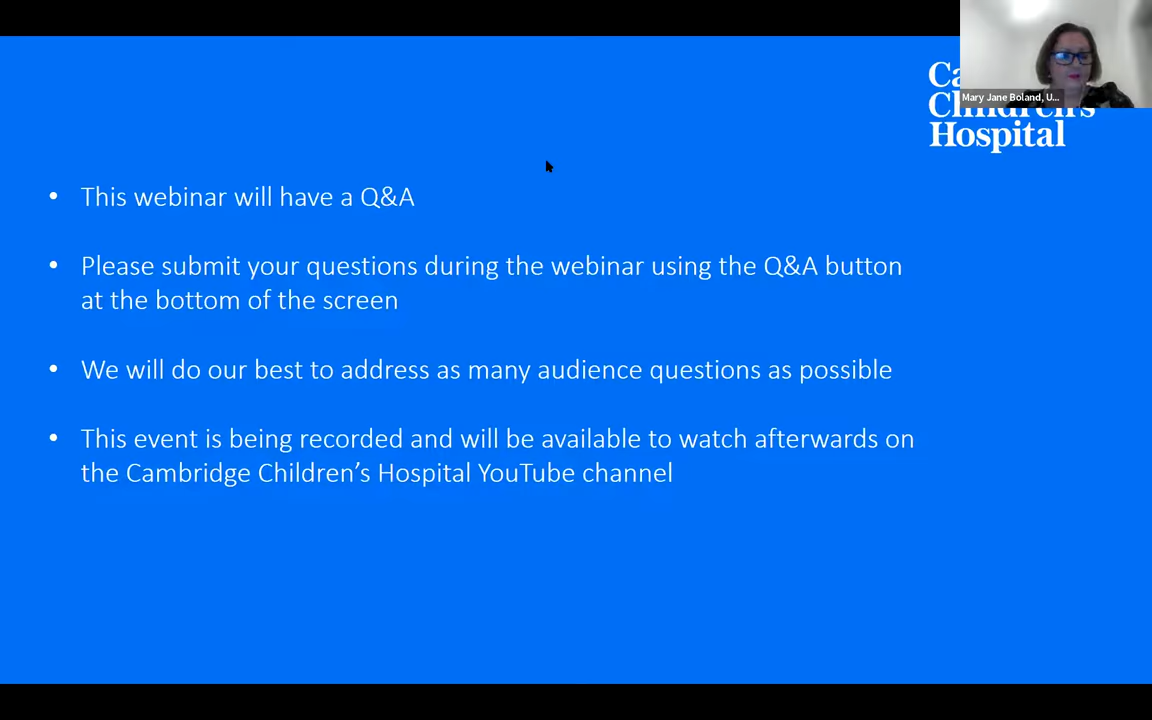 Ca
Children's
Hospital
Mary Jane Boland, U...
• This webinar will have a Q&A
• Please submit your questions during the webinar using the Q&A button
at the bottom of the screen
• We will do our best to address as many audience questions as possible
• This event is being recorded and will be available to watch afterwards on
the Cambridge Children’s Hospital YouTube channel